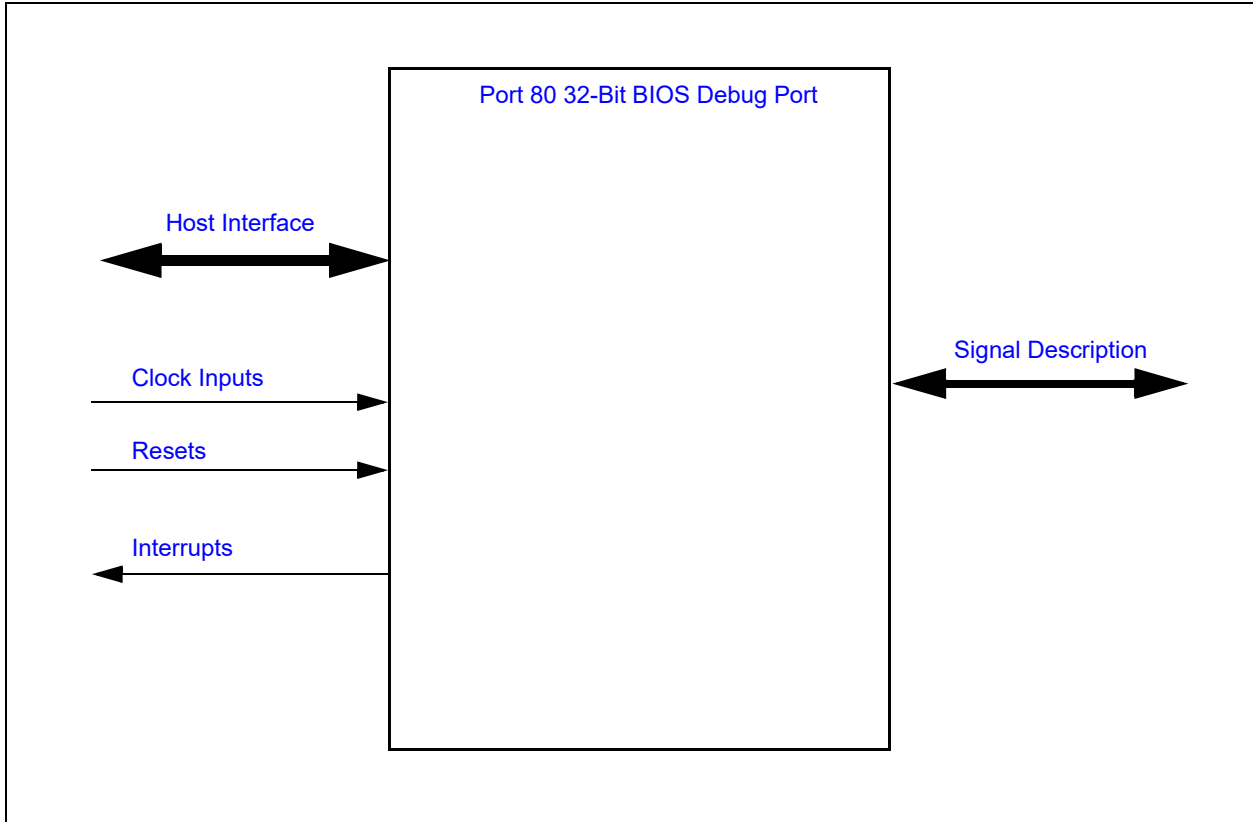 Port 80 32-Bit BIOS Debug Port
Host Interface
Signal Description
Clock Inputs
Resets
Interrupts